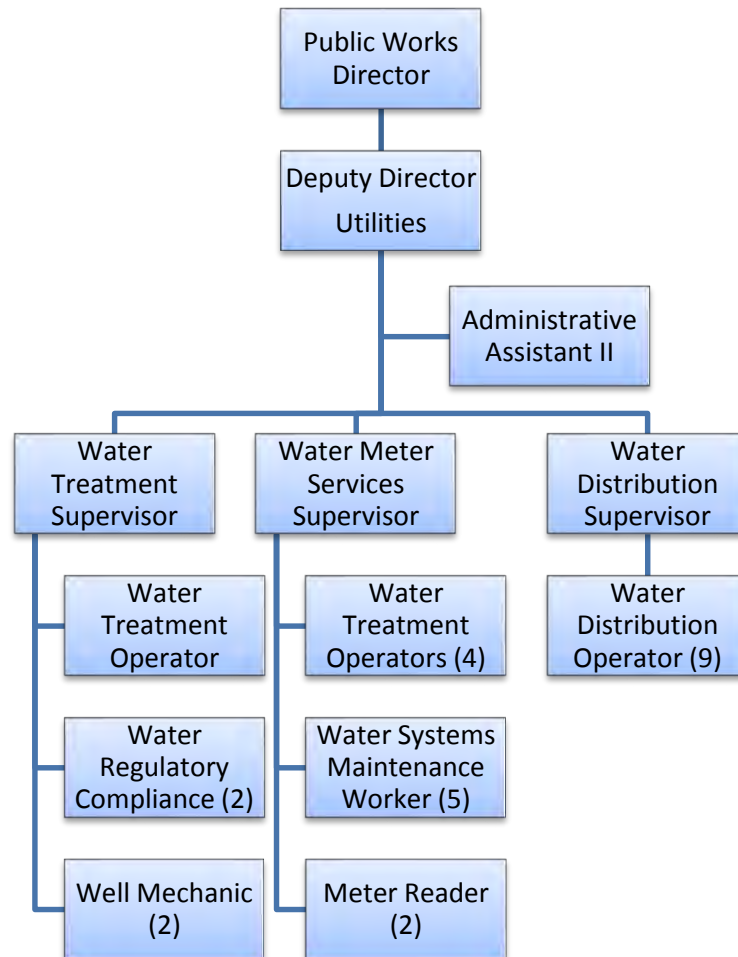 Public Works
Director
Deputy Director
Utilities
Administrative
Assistant II
Water
Treatment
Supervisor
Water Meter
Services
Supervisor
Water
Distribution
Supervisor
Water
Treatment
Operator
Water
Treatment
Operators (4)
Water
Distribution
Operator (9)
Water
Regulatory
Compliance (2)
Water Systems
Maintenance
Worker (5)
Well Mechanic
(2)
Meter Reader
(2)